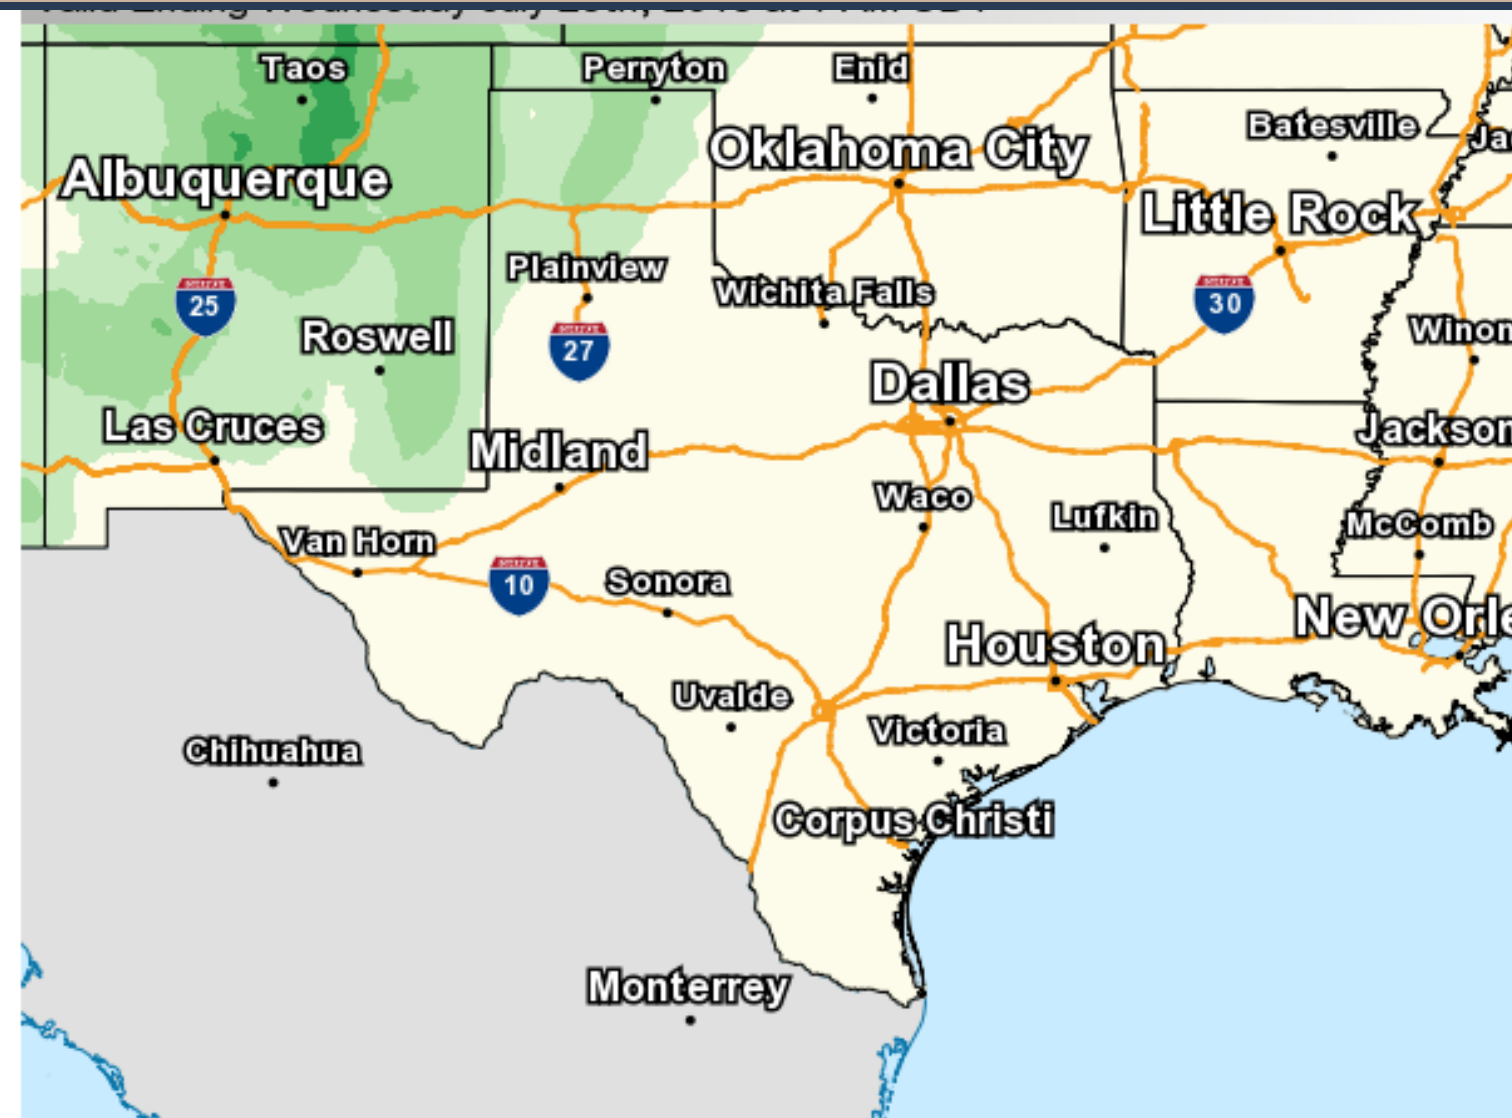 Taos
Perryton
Enid
Batesville
Oklahoma City
Albuquerque
Little Rock
Plainview
Wichita Falls
25
30
Roswell
27
Dallas
Las Cruces
Midland
Jackson
Waco
Lufkin
McComb
Van Horn
10
Sonora
New
Houston
Uvalde
Victoria
Chihuahua
Corpus Christi
Monterrey